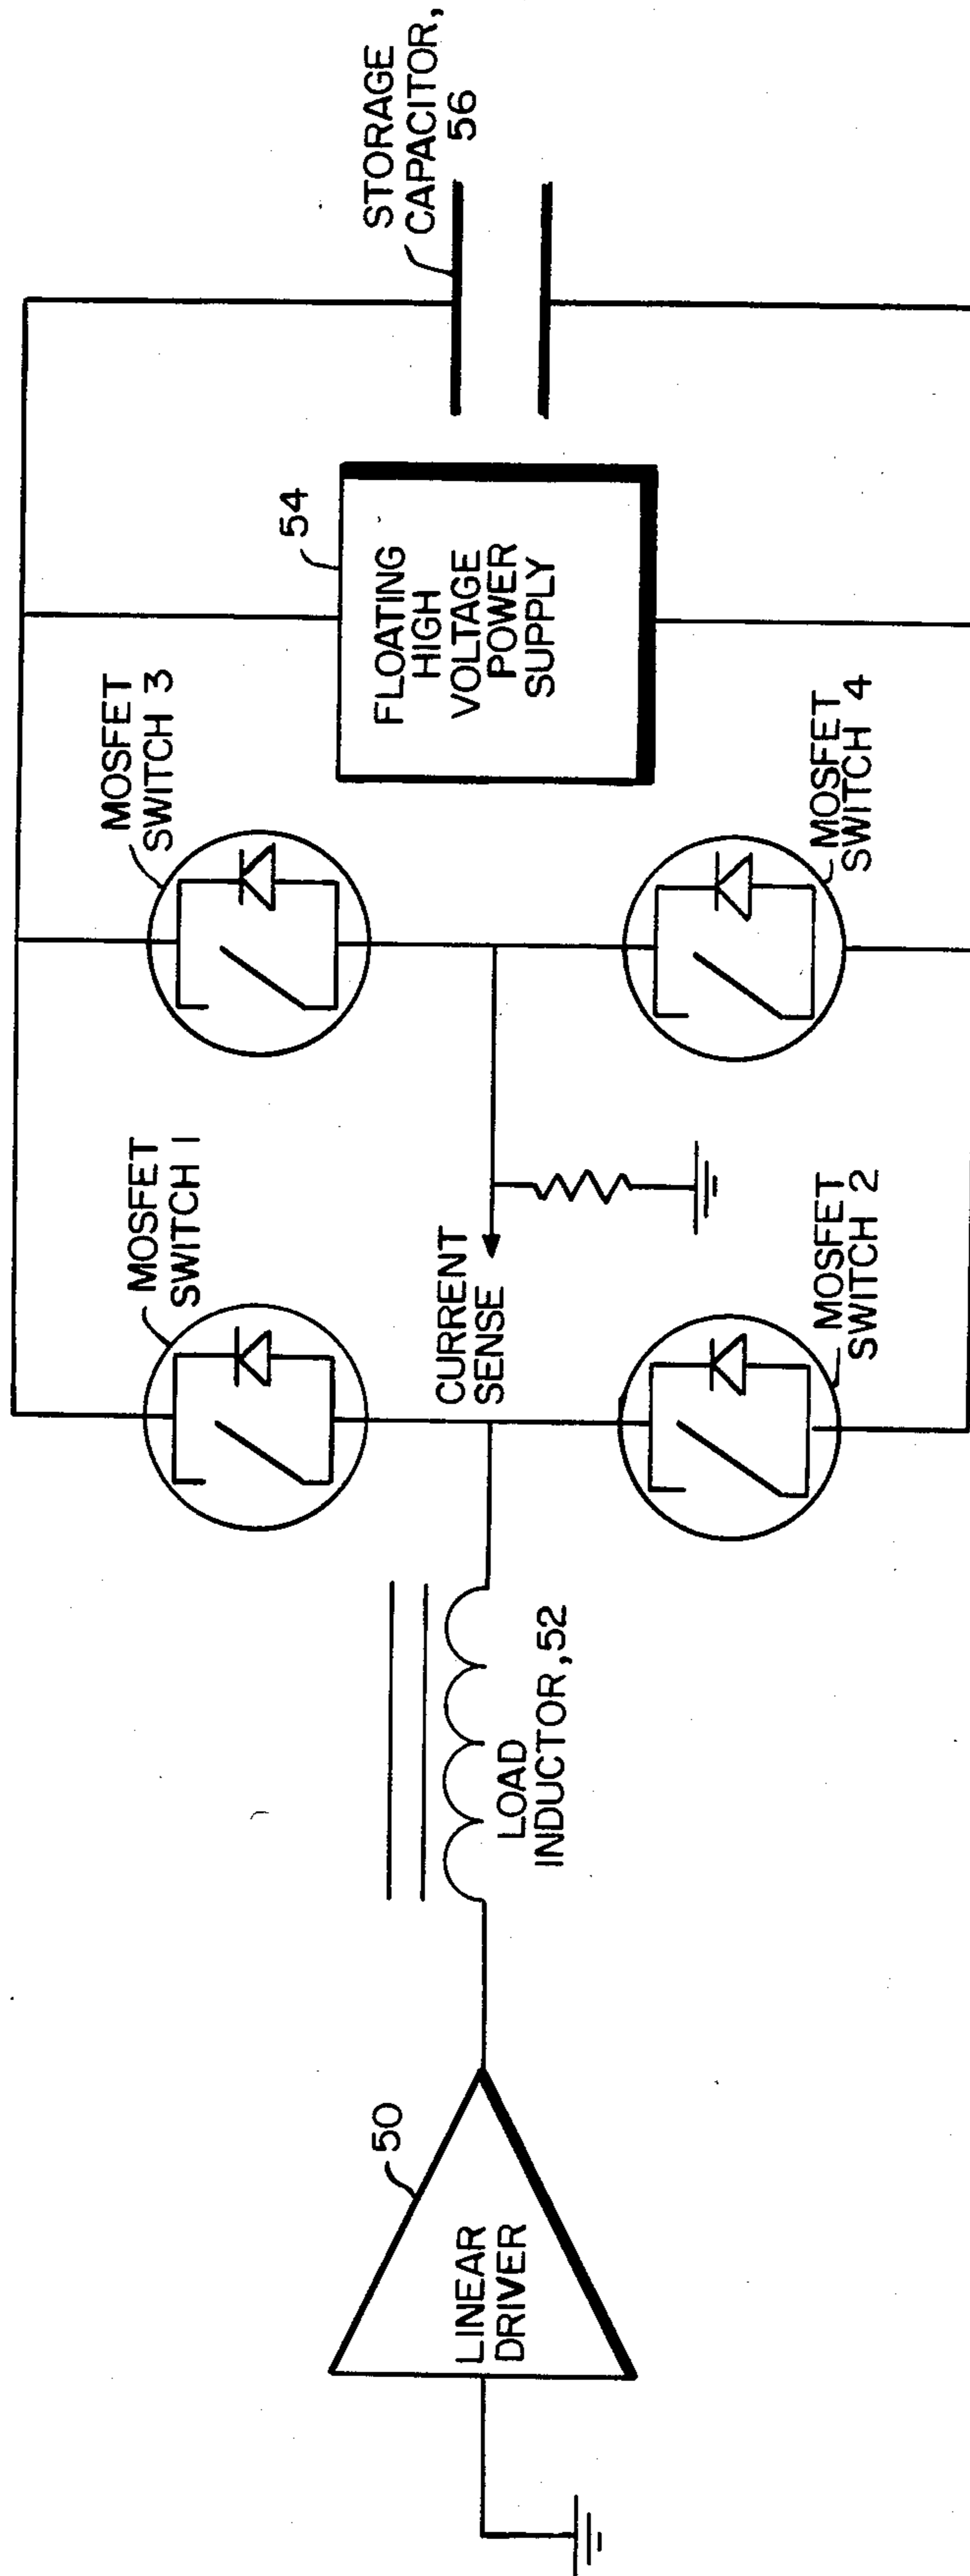 LINEAR
DRIVER
50
LOAD
INDUCTOR,52
MOSFET
SWITCH 1
CURRENT
SENSE
MOSFET
SWITCH 2
MOSFET
SWITCH 3
MOSFET
SWITCH 4
54
FLOATING
HIGH
VOLTAGE
POWER
SUPPLY
STORAGE
CAPACITOR,
56